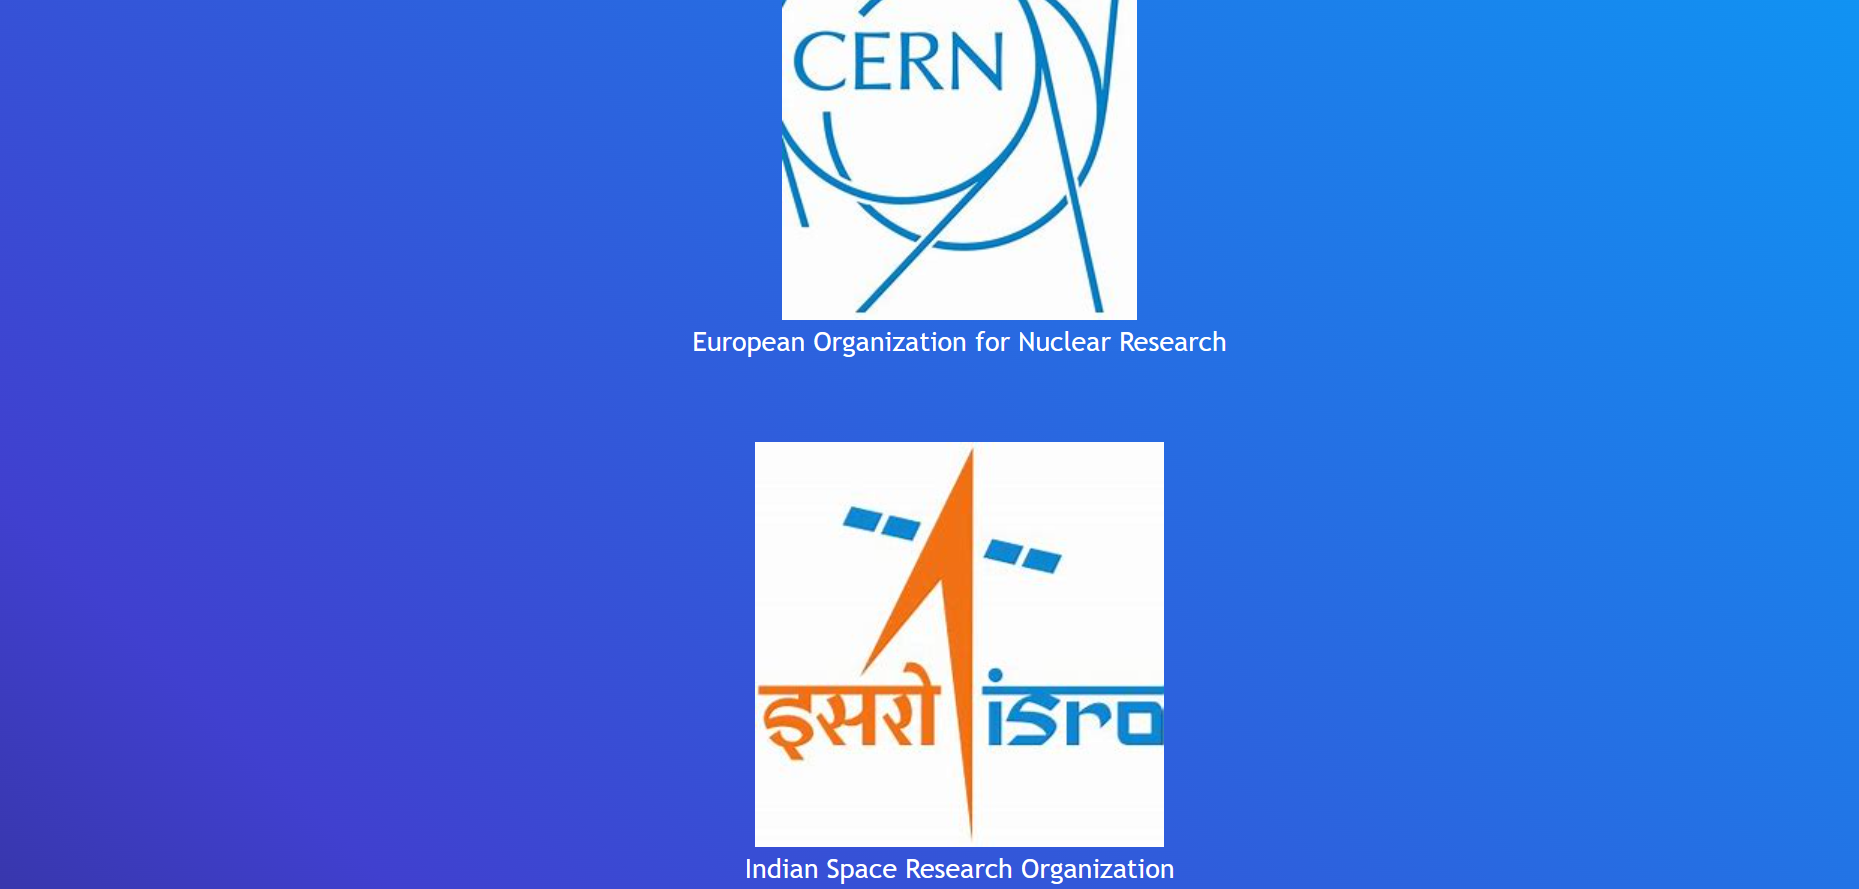 CERN
European Organization for Nuclear Research
इसरो isro
Indian Space Research Organization